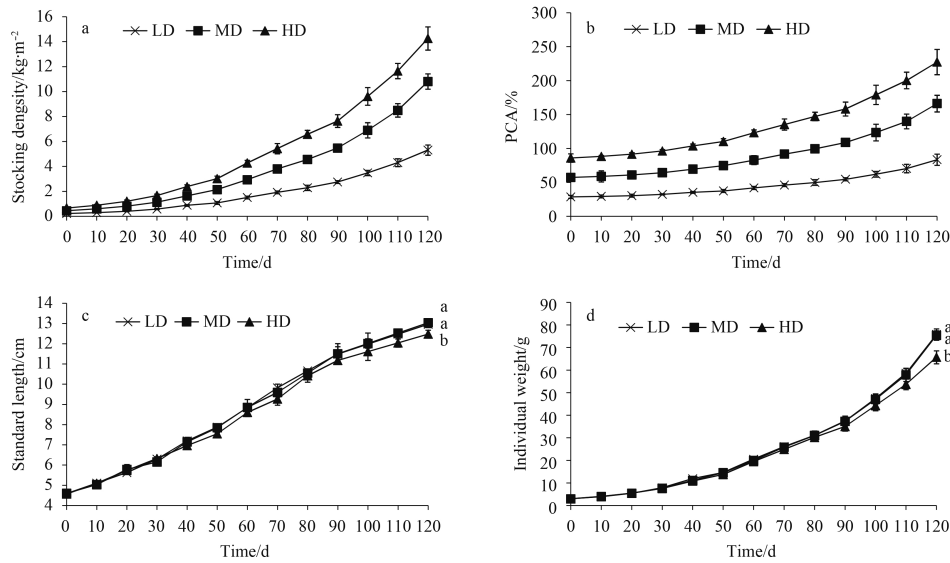 a
LD MD HD
Stocking dengsity/kg·m⁻²
16
14
12
10
8
6
4
2
0
0 10 20 30 40 50 60 70 80 90 100 110 120
Time/d
b
LD MD HD
PCA/%
300
250
200
150
100
50
0
0 10 20 30 40 50 60 70 80 90 100 110 120
Time/d
c
LD MD HD
Standard length/cm
14
13
12
11
10
9
8
7
6
5
4
a
a
b
0 10 20 30 40 50 60 70 80 90 100 110 120
Time/d
d
LD MD HD
Individual weight/g
90
80
70
60
50
40
30
20
10
0
a
a
b
0 10 20 30 40 50 60 70 80 90 100 110 120
Time/d